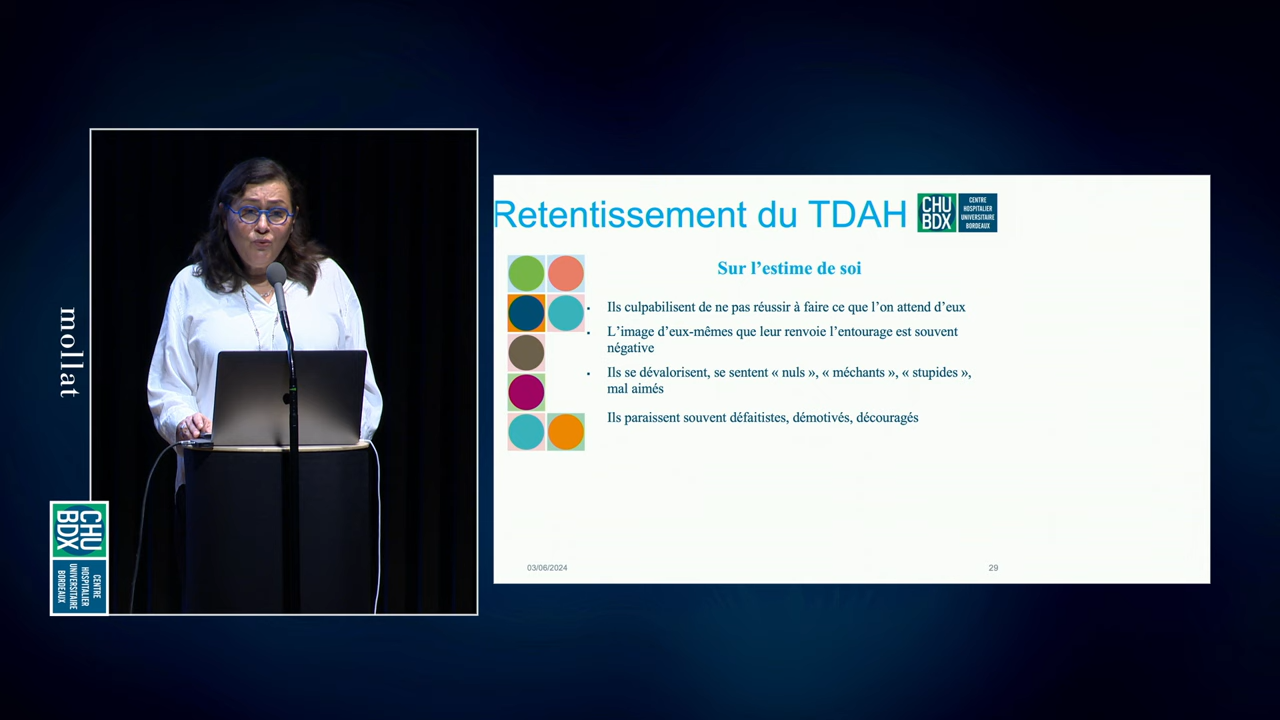 mollat
CHU
BDX
CENTRE
HOSPITALIER
UNIVERSITAIRE
BORDEAUX
Retentissement du TDAH
CHU
BDX
CENTRE
HOSPITALIER
UNIVERSITAIRE
BORDEAUX
Sur l’estime de soi
• Ils culpabilisent de ne pas réussir à faire ce que l’on attend d’eux
• L’image d’eux-mêmes que leur renvoie l’entourage est souvent
négative
• Ils se dévalorisent, se sentent « nuls », « méchants », « stupides »,
mal aimés
Ils paraissent souvent défaitistes, démotivés, découragés
03/06/2024
29